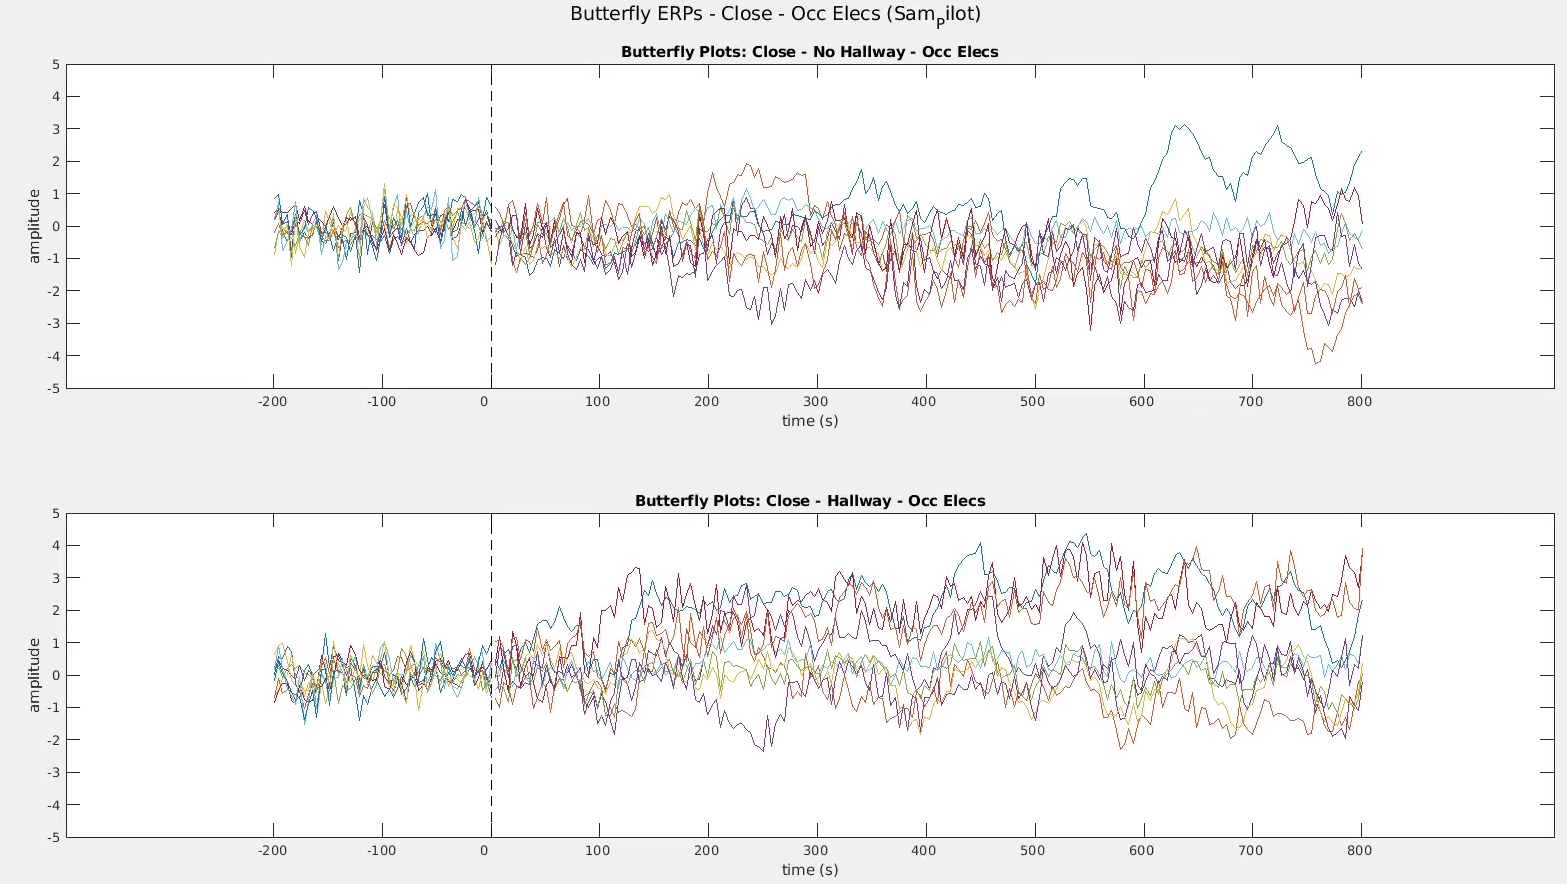 Butterfly ERPs - Close - Occ Elecs (Sampilot)
Butterfly Plots: Close - No Hallway - Occ Elecs
5
4
3
2
1
0
-1
-2
-3
-4
-5
amplitude
-200 -100 0 100 200 300 400 500 600 700 800
time (s)
Butterfly Plots: Close - Hallway - Occ Elecs
5
4
3
2
1
0
-1
-2
-3
-4
-5
amplitude
-200 -100 0 100 200 300 400 500 600 700 800
time (s)